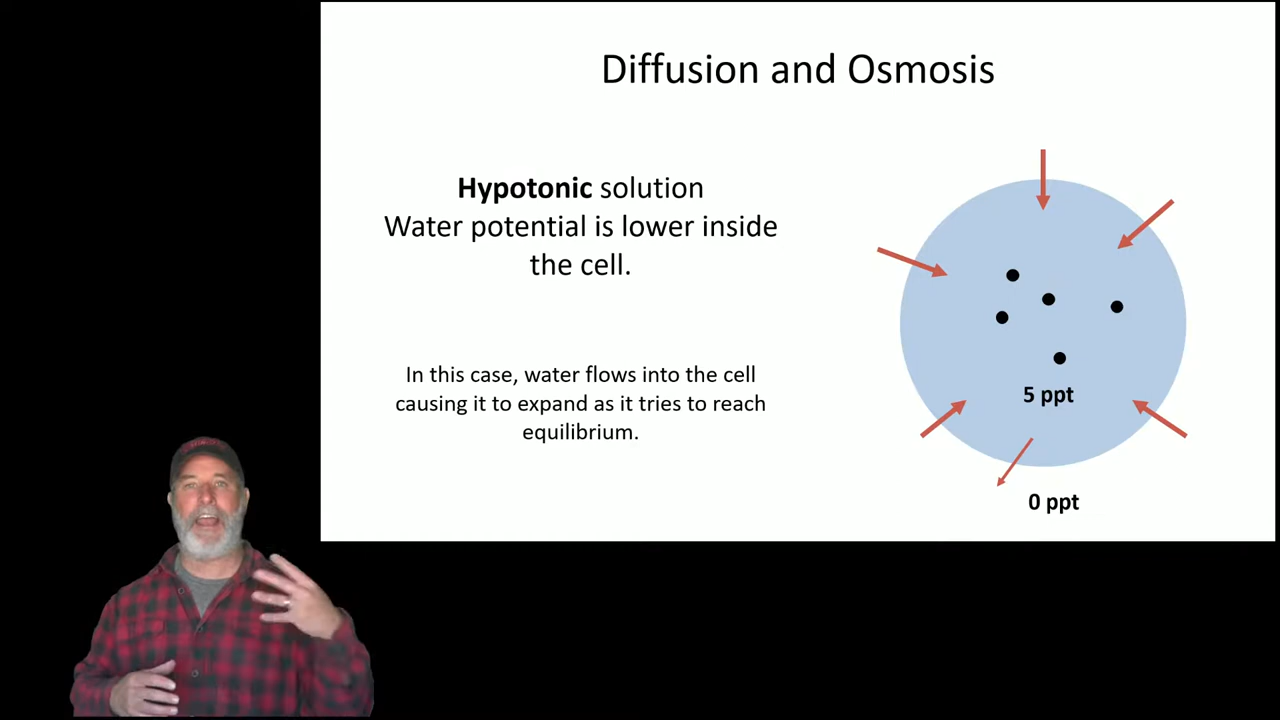 Diffusion and Osmosis
Hypotonic solution
Water potential is lower inside
the cell.
In this case, water flows into the cell
causing it to expand as it tries to reach
equilibrium.
5 ppt
0 ppt